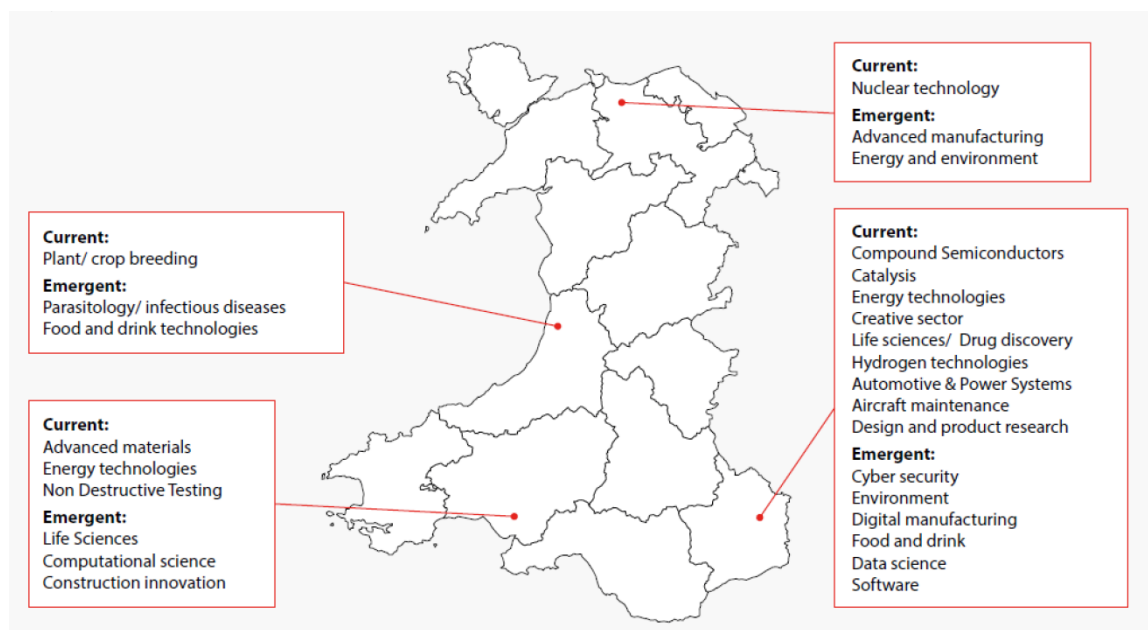 Current:
Nuclear technology
Emergent:
Advanced manufacturing
Energy and environment
Current:
Plant/ crop breeding
Emergent:
Parasitology/ infectious diseases
Food and drink technologies
Current:
Compound Semiconductors
Catalysis
Energy technologies
Creative sector
Life sciences/  Drug discovery
Hydrogen technologies
Automotive & Power Systems
Aircraft maintenance
Design and product research
Emergent:
Cyber security
Environment
Digital manufacturing
Food and drink
Data science
Software
Current:
Advanced materials
Energy technologies
Non Destructive Testing
Emergent:
Life Sciences
Computational science
Construction innovation